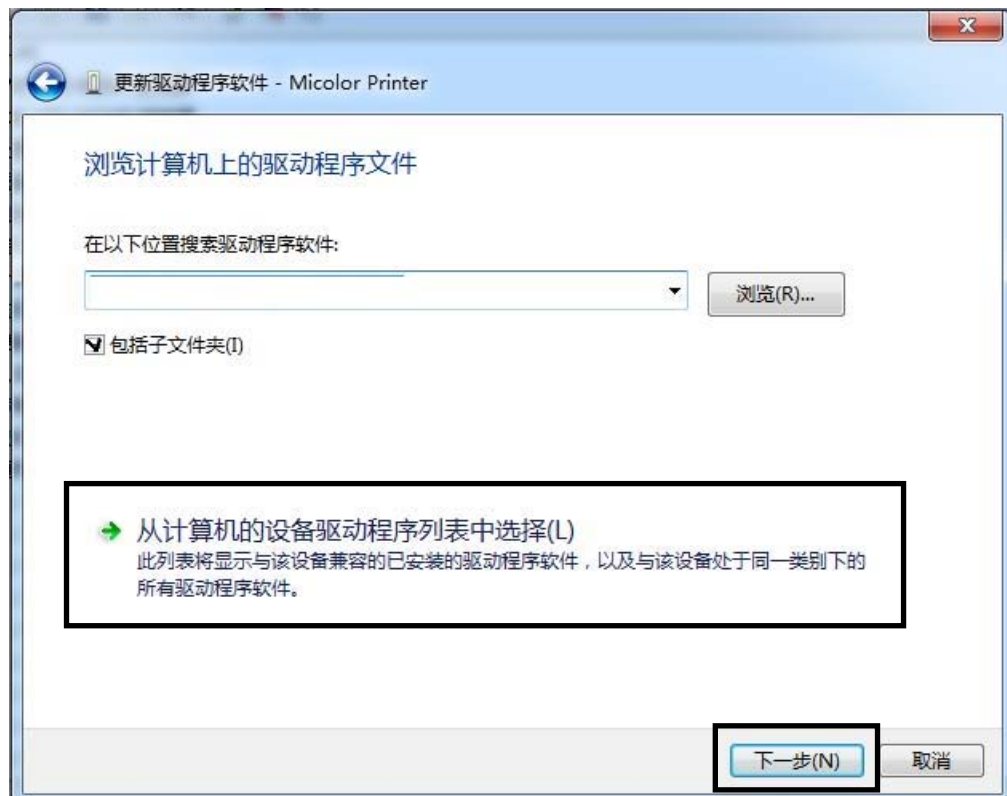 更新驱动程序软件 - Micolor Printer
浏览计算机上的驱动程序文件
在以下位置搜索驱动程序软件:
浏览(R)...
包括子文件夹(I)
从计算机的设备驱动程序列表中选择(L)
此列表将显示与该设备兼容的已安装的驱动程序软件，以及与该设备处于同一类别下的
所有驱动程序软件。
下一步(N)
取消